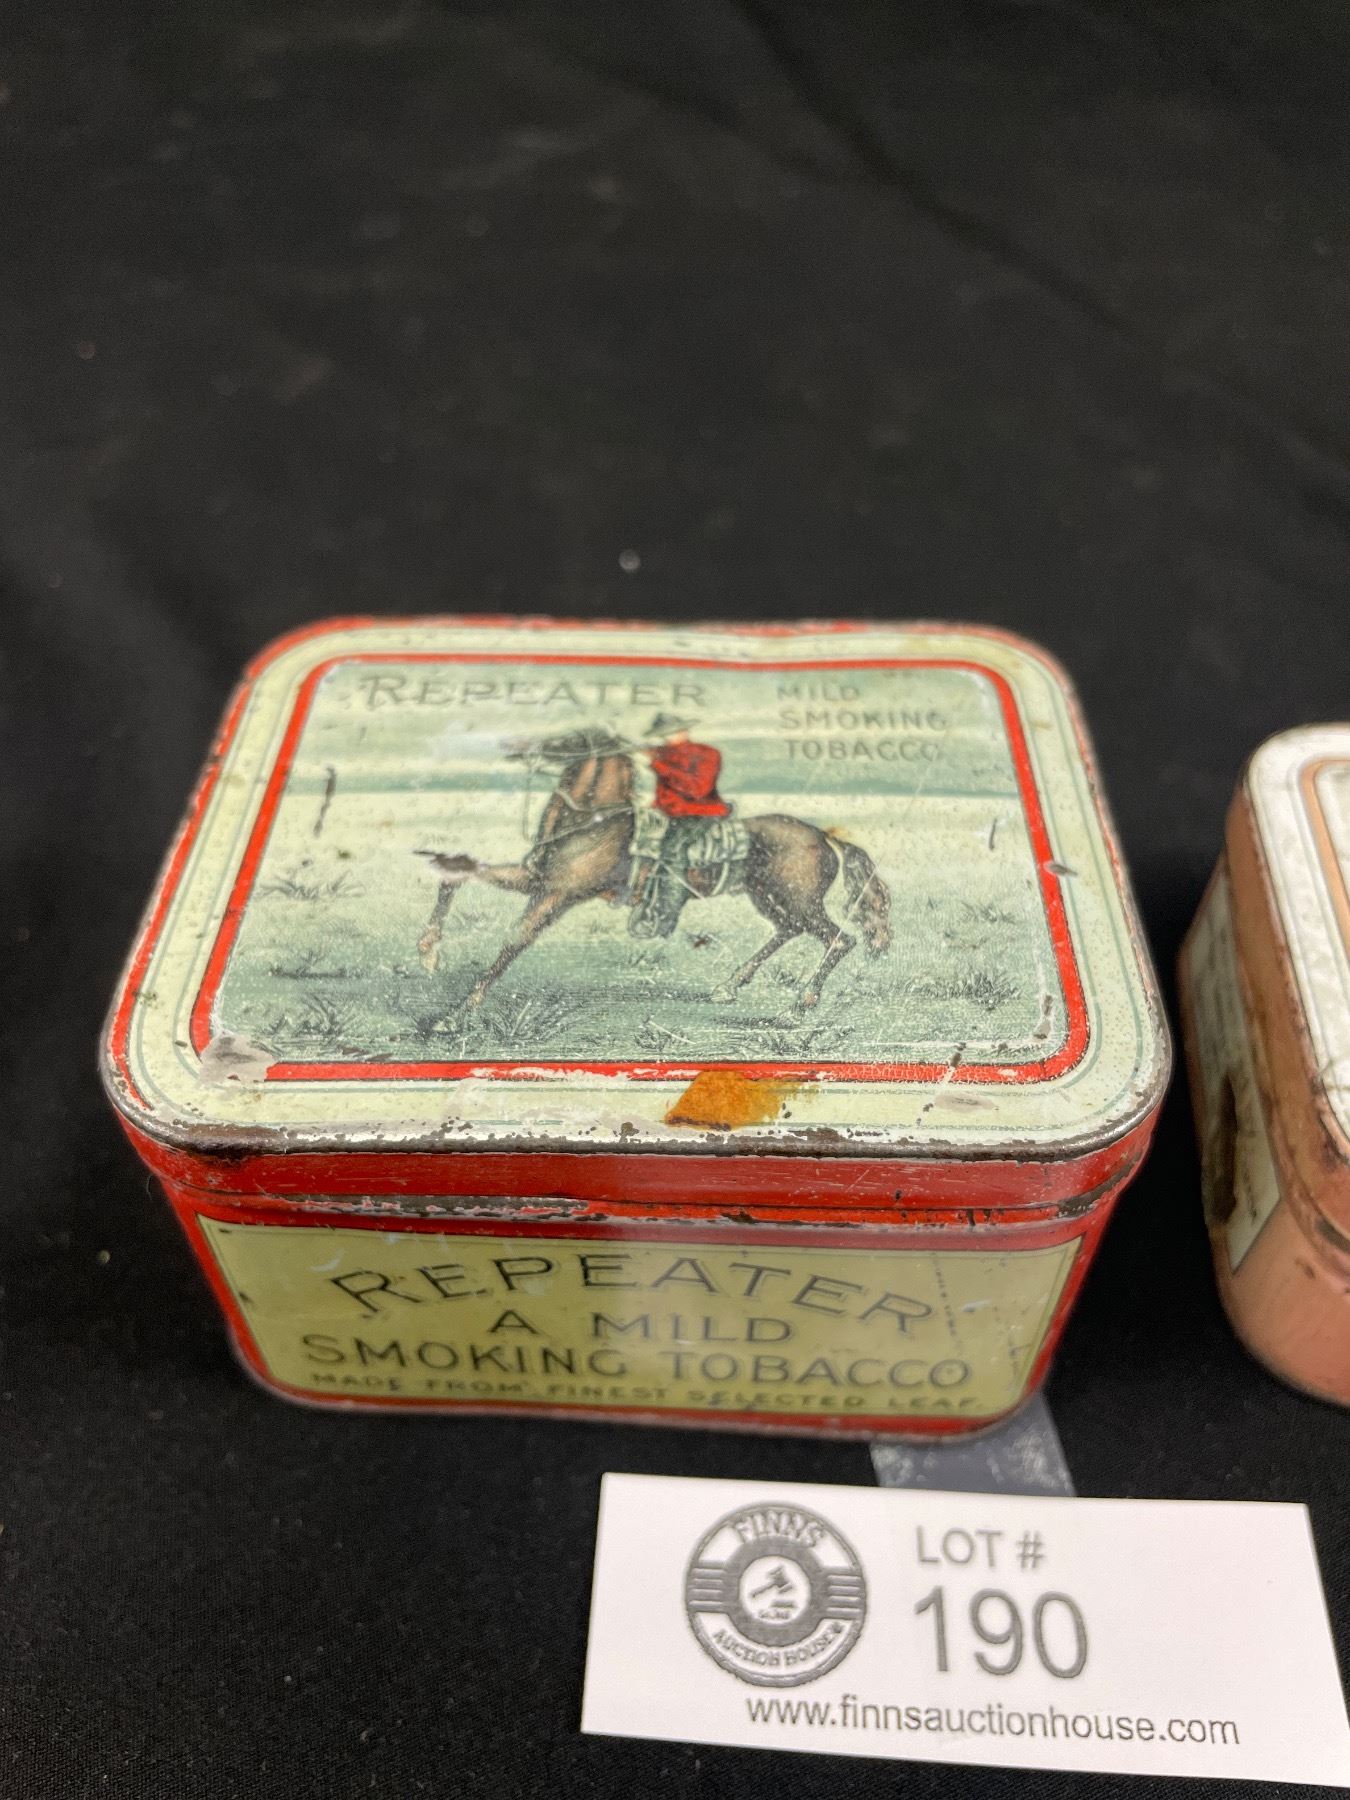 REPEATER
MILD
SMOKING
TOBACCO
REPEATER
A MILD
SMOKING TOBACCO
MADE FROM FINEST SELECTED LEAF.
FINNS
AUCTION HOUSE
LOT #
190
www.finnsauctionhouse.com